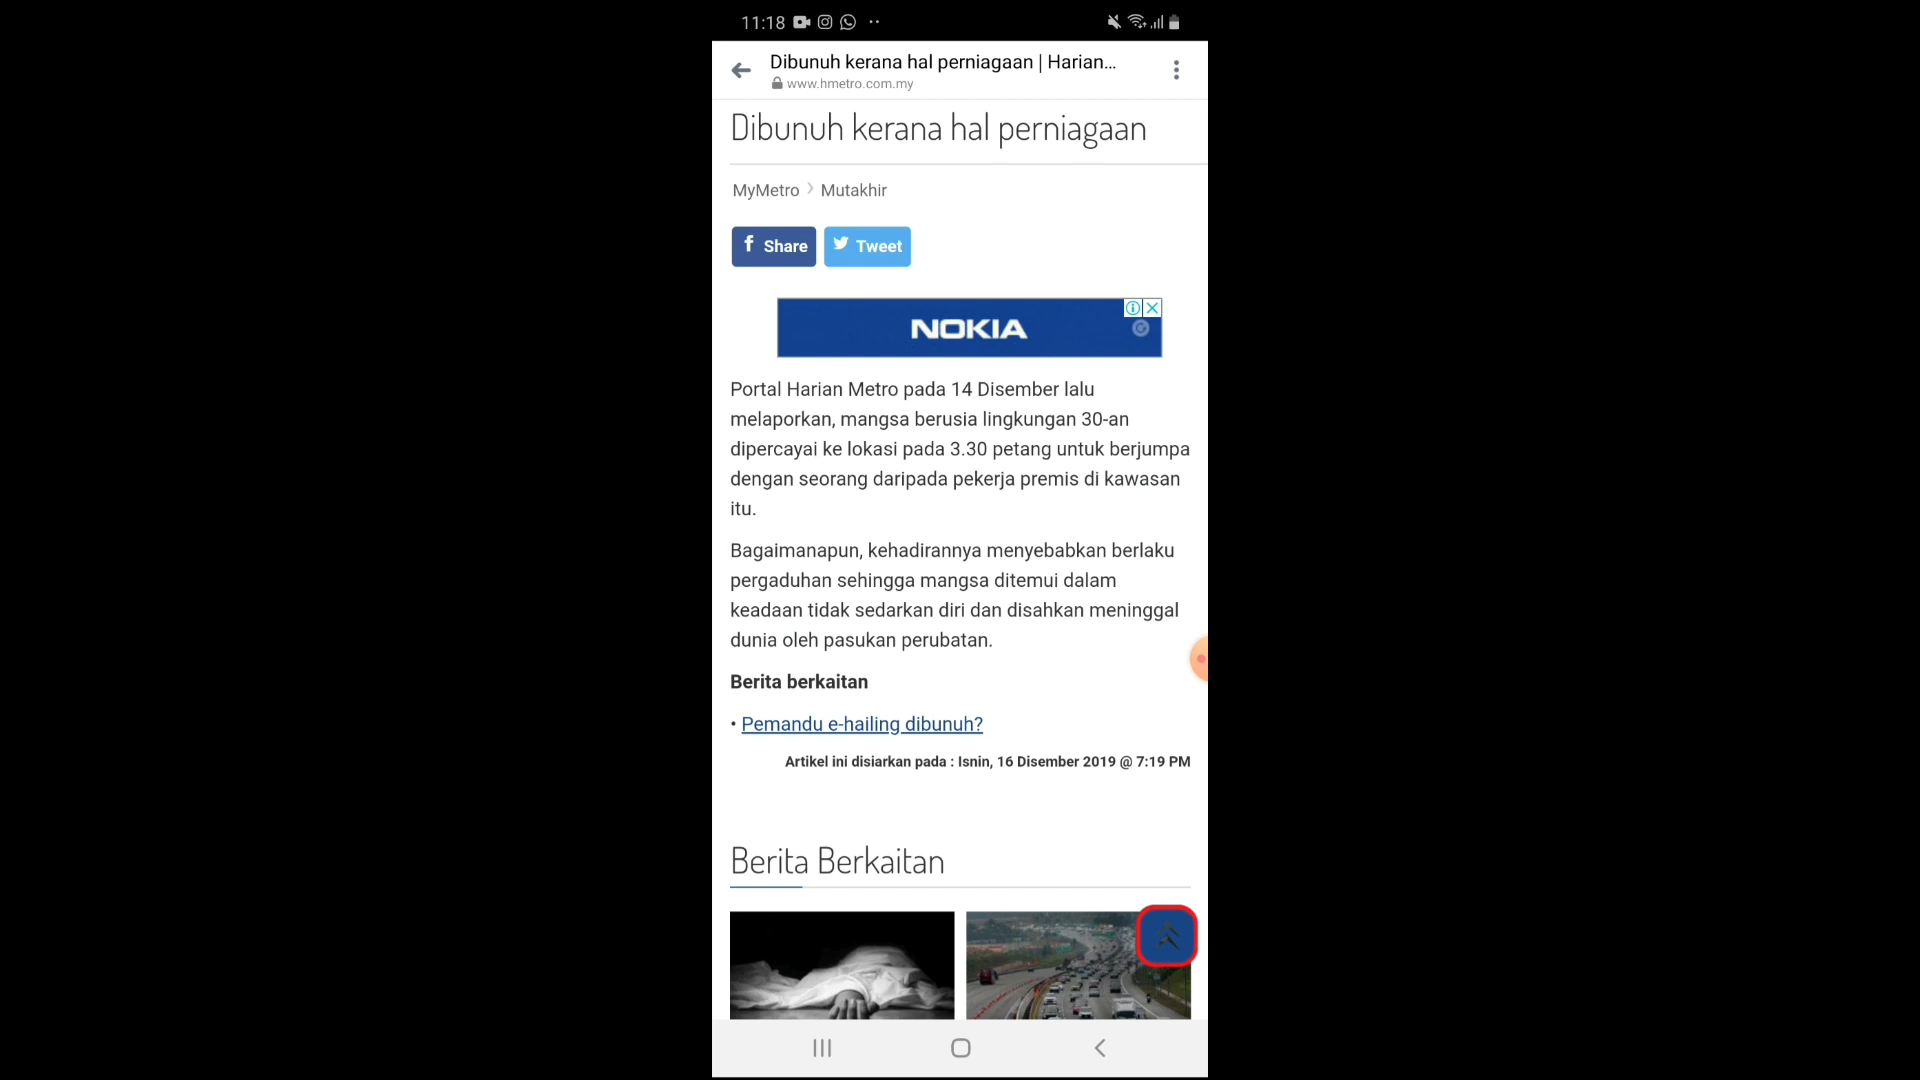 11:18
Dibunuh kerana hal perniagaan | Harian...
www.hmetro.com.my
Dibunuh kerana hal perniagaan
MyMetro > Mutakhir
f Share Tweet
NOKIA
Portal Harian Metro pada 14 Disember lalu
melaporkan, mangsa berusia lingkungan 30-an
dipercayai ke lokasi pada 3.30 petang untuk berjumpa
dengan seorang daripada pekerja premis di kawasan
itu.
Bagaimanapun, kehadirannya menyebabkan berlaku
pergaduhan sehingga mangsa ditemui dalam
keadaan tidak sedarkan diri dan disahkan meninggal
dunia oleh pasukan perubatan.
Berita berkaitan
• Pemandu e-hailing dibunuh?
Artikel ini disiarkan pada : Isnin, 16 Disember 2019 @ 7:19 PM
Berita Berkaitan